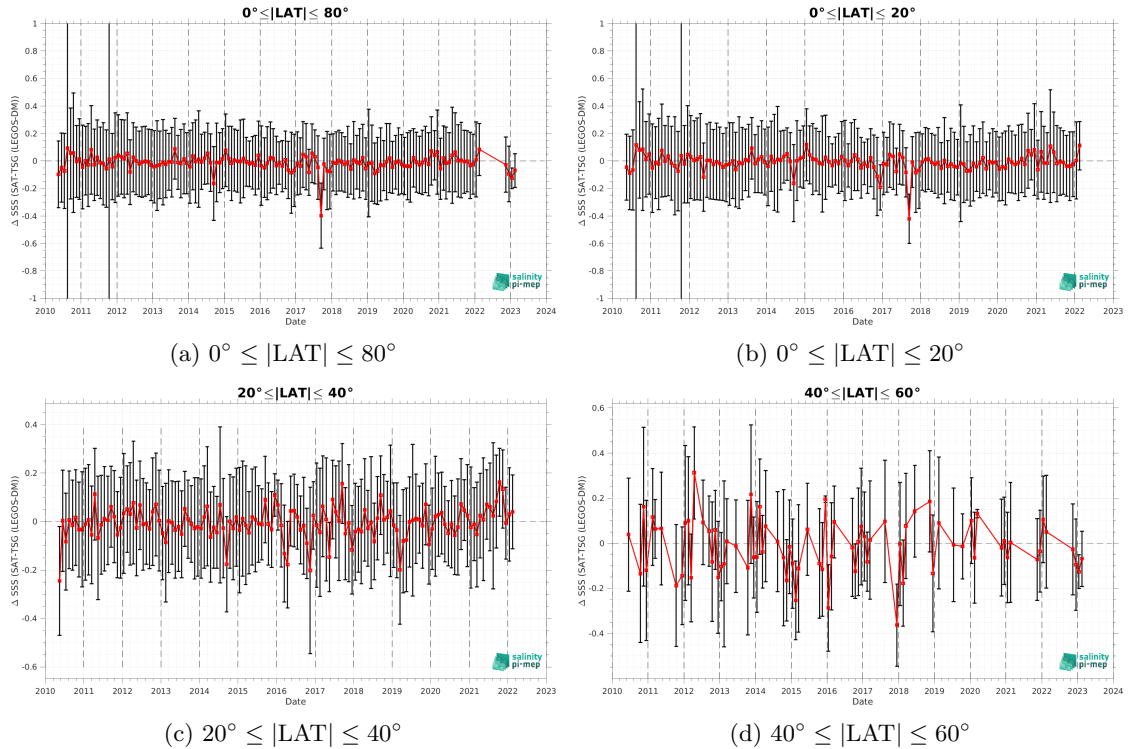 0°≤|LAT|≤ 80°
Δ SSS (SAT-TSG (LEGOS-DM))
1
0.8
0.6
0.4
0.2
0
-0.2
-0.4
-0.6
-0.8
-1
2010 2011 2012 2013 2014 2015 2016 2017 2018 2019 2020 2021 2022 2023 2024
Date
salinity
pi-mep
(a) 0° ≤ |LAT| ≤ 80°
0°≤|LAT|≤ 20°
Δ SSS (SAT-TSG (LEGOS-DM))
1
0.8
0.6
0.4
0.2
0
-0.2
-0.4
-0.6
-0.8
-1
2010 2011 2012 2013 2014 2015 2016 2017 2018 2019 2020 2021 2022 2023
Date
salinity
pi-mep
(b) 0° ≤ |LAT| ≤ 20°
20°≤|LAT|≤ 40°
Δ SSS (SAT-TSG (LEGOS-DM))
0.4
0.2
0
-0.2
-0.4
-0.6
2010 2011 2012 2013 2014 2015 2016 2017 2018 2019 2020 2021 2022 2023
Date
salinity
pi-mep
(c) 20° ≤ |LAT| ≤ 40°
40°≤|LAT|≤ 60°
Δ SSS (SAT-TSG (LEGOS-DM))
0.6
0.4
0.2
0
-0.2
-0.4
2010 2011 2012 2013 2014 2015 2016 2017 2018 2019 2020 2021 2022 2023 2024
Date
salinity
pi-mep
(d) 40° ≤ |LAT| ≤ 60°